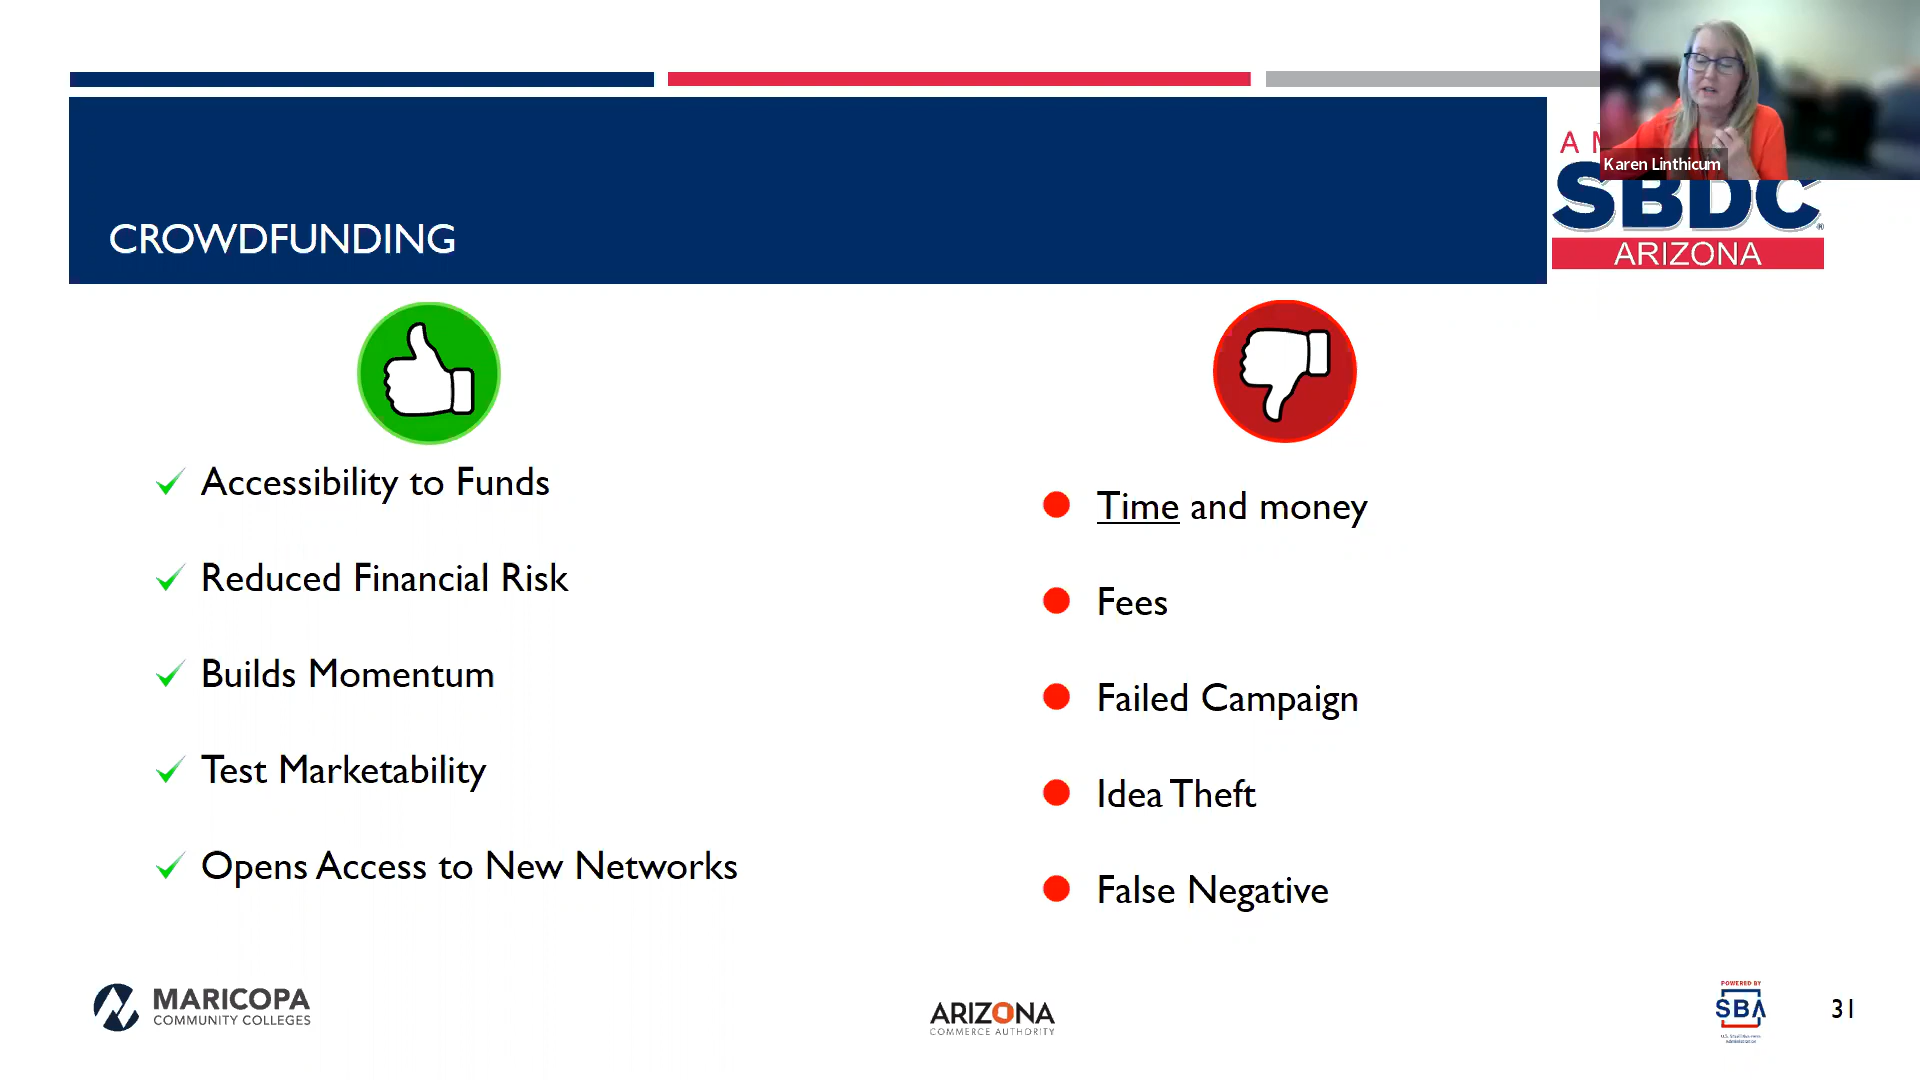 Karen Linthicum
A
SBDC
ARIZONA
CROWDFUNDING
Accessibility to Funds
Reduced Financial Risk
Builds Momentum
Test Marketability
Opens Access to New Networks
Time and money
Fees
Failed Campaign
Idea Theft
False Negative
MARICOPA
COMMUNITY COLLEGES
ARIZONA
COMMERCE AUTHORITY
POWERED BY
SBA
31